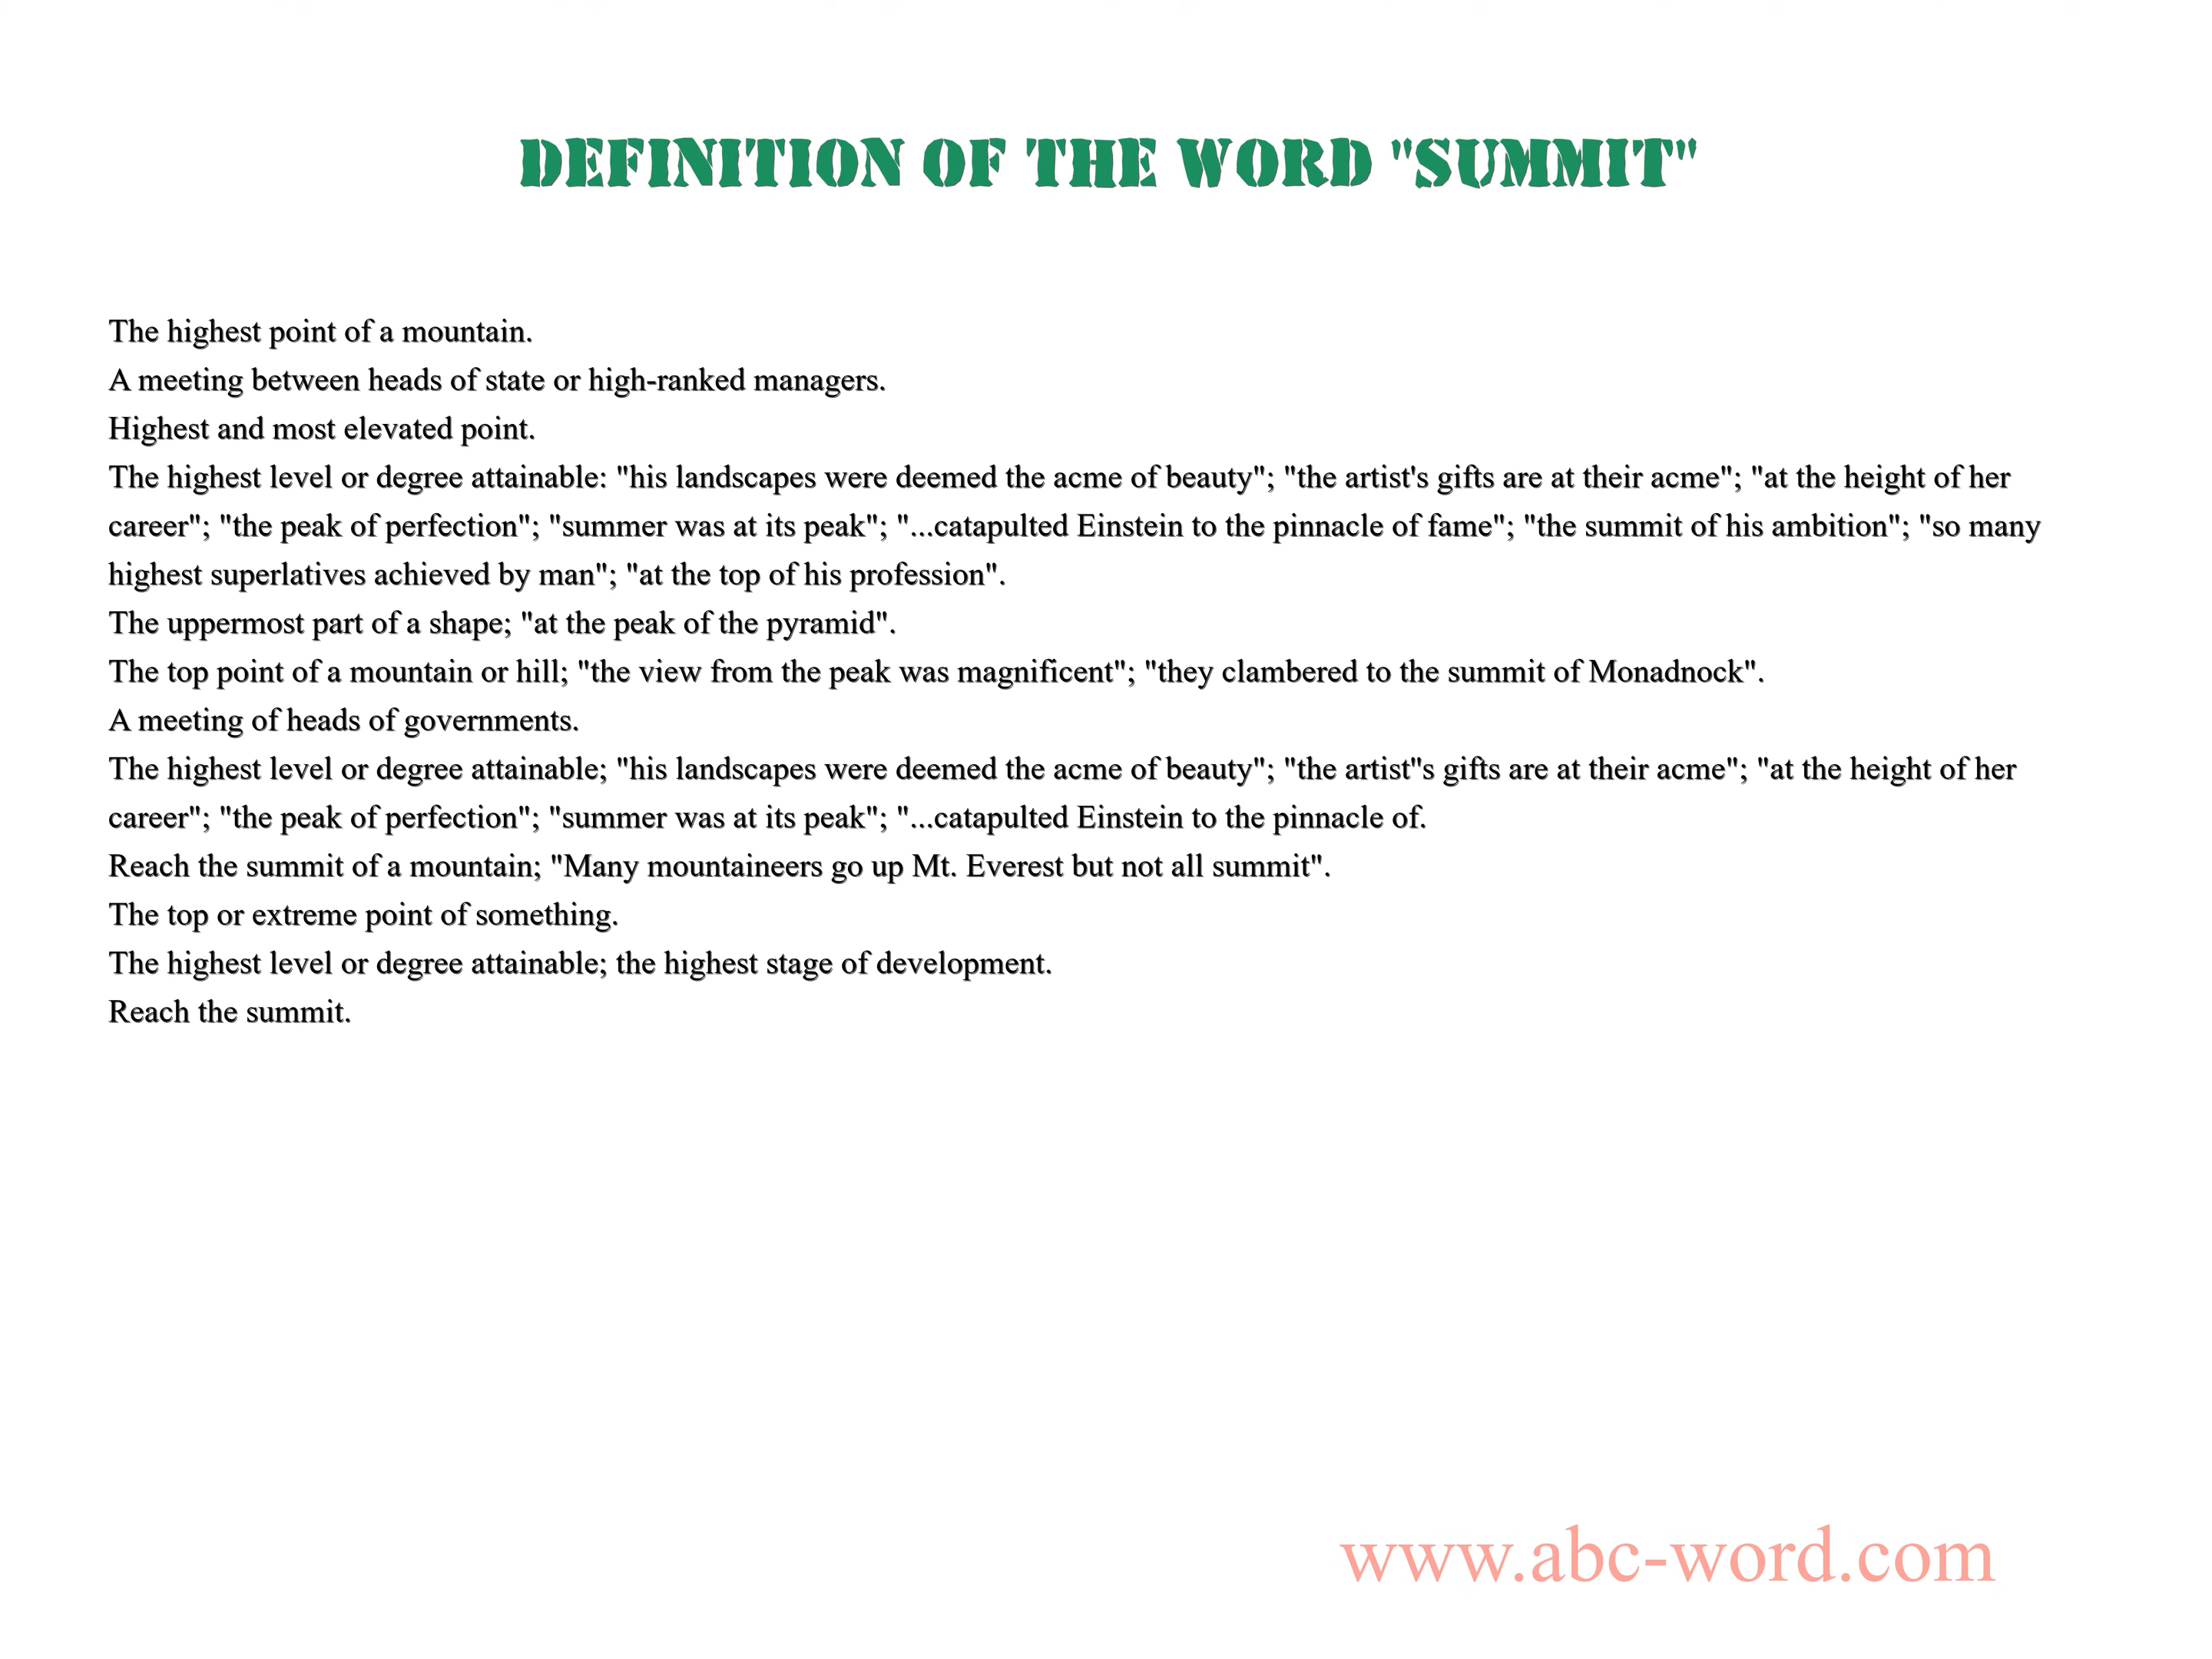 DEFINITION OF THE WORD "SUMMIT"
The highest point of a mountain.
A meeting between heads of state or high-ranked managers.
Highest and most elevated point.
The highest level or degree attainable: "his landscapes were deemed the acme of beauty"; "the artist's gifts are at their acme"; "at the height of her
career"; "the peak of perfection"; "summer was at its peak"; "...catapulted Einstein to the pinnacle of fame"; "the summit of his ambition"; "so many
highest superlatives achieved by man"; "at the top of his profession".
The uppermost part of a shape; "at the peak of the pyramid".
The top point of a mountain or hill; "the view from the peak was magnificent"; "they clambered to the summit of Monadnock".
A meeting of heads of governments.
The highest level or degree attainable; "his landscapes were deemed the acme of beauty"; "the artist"s gifts are at their acme"; "at the height of her
career"; "the peak of perfection"; "summer was at its peak"; "...catapulted Einstein to the pinnacle of.
Reach the summit of a mountain; "Many mountaineers go up Mt. Everest but not all summit".
The top or extreme point of something.
The highest level or degree attainable; the highest stage of development.
Reach the summit.
www.abc-word.com